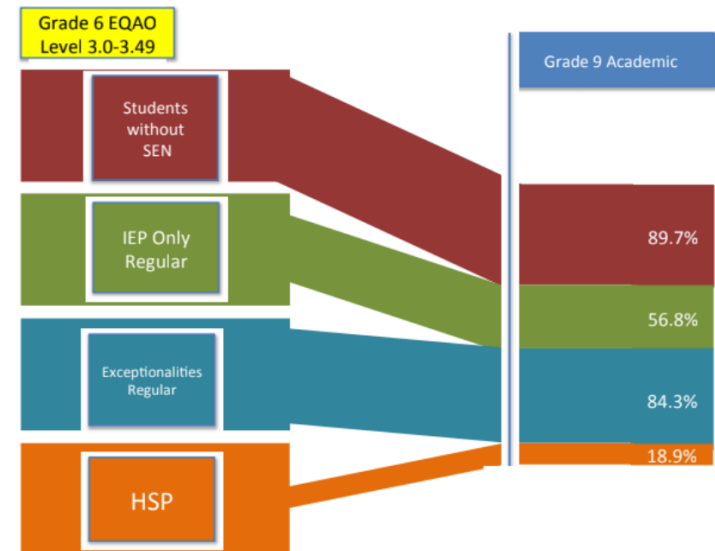 Grade 6 EQAO
Level 3.0-3.49
Grade 9 Academic
Students
without
SEN
89.7%
IEP Only
Regular
56.8%
Exceptionalities
Regular
84.3%
HSP
18.9%